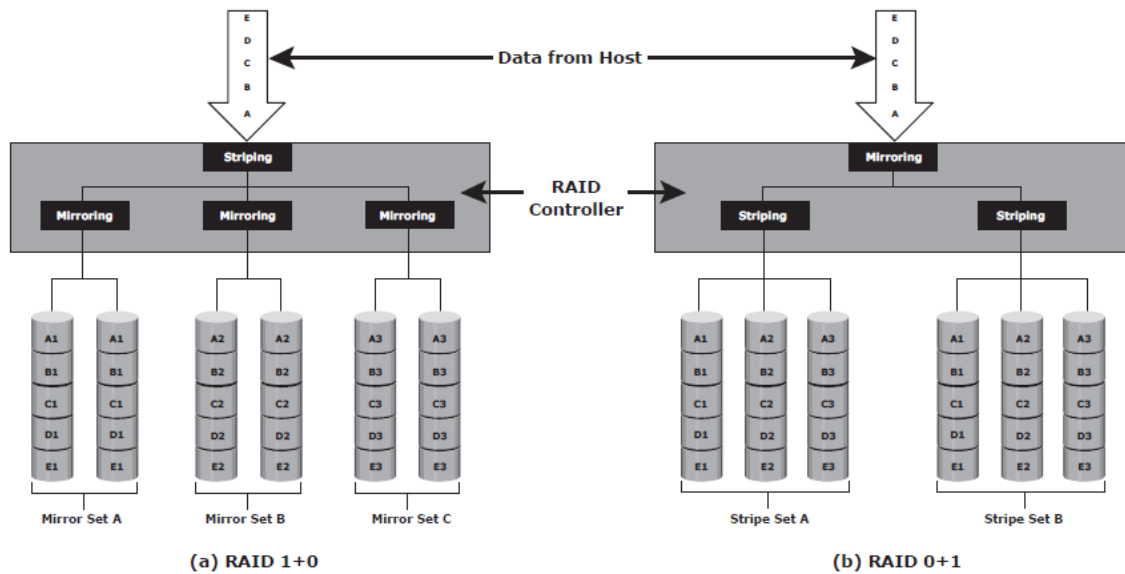 E
D
C
B
A
Data from Host
E
D
C
B
A
Striping
Mirroring
Mirroring
Mirroring
RAID
Controller
Mirroring
Striping
Striping
A1 A1 A2 A2 A3 A3 A1 A2 A3 A1 A2 A3
B1 B1 B2 B2 B3 B3 B1 B2 B3 B1 B2 B3
C1 C1 C2 C2 C3 C3 C1 C2 C3 C1 C2 C3
D1 D1 D2 D2 D3 D3 D1 D2 D3 D1 D2 D3
E1 E1 E2 E2 E3 E3 E1 E2 E3 E1 E2 E3
Mirror Set A
Mirror Set B
Mirror Set C
Stripe Set A
Stripe Set B
(a) RAID 1+0
(b) RAID 0+1